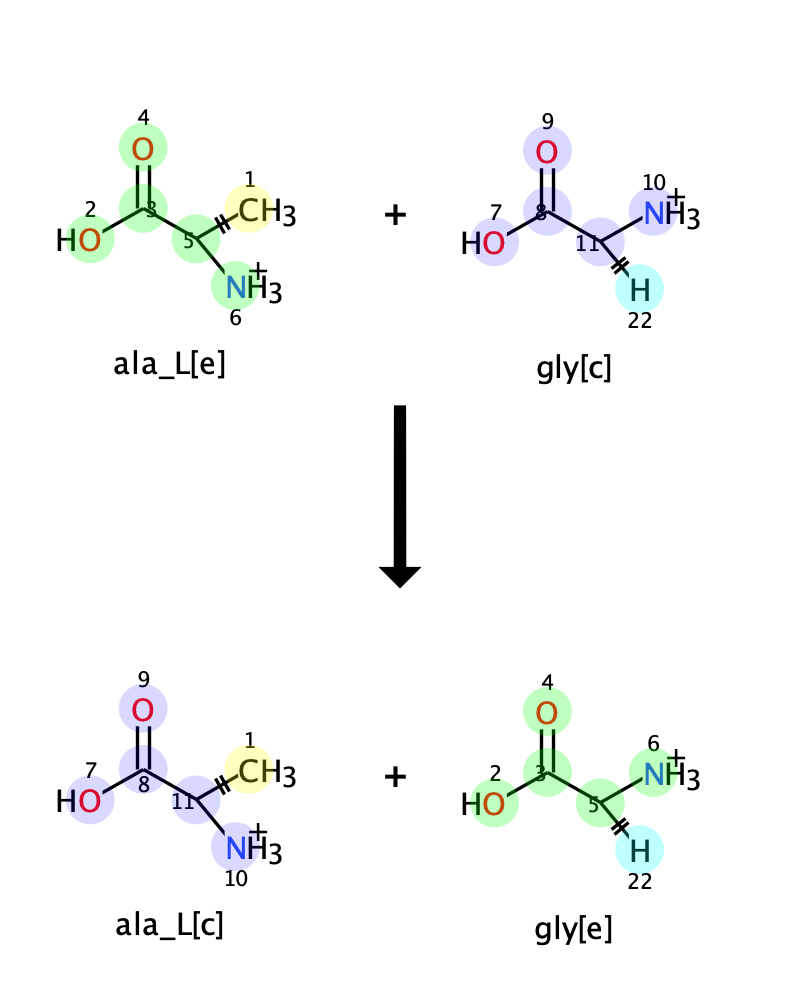 4 9
O O
1 10
2 3 CH3 7 8 NH3+
HO 5 HO 11
NH3+ H
6 22
ala_L[e] + gly[c]
9 4
O O
1 6
7 8 CH3 2 3 NH3+
HO 11 HO 5
NH3+ H
10 22
ala_L[c] + gly[e]